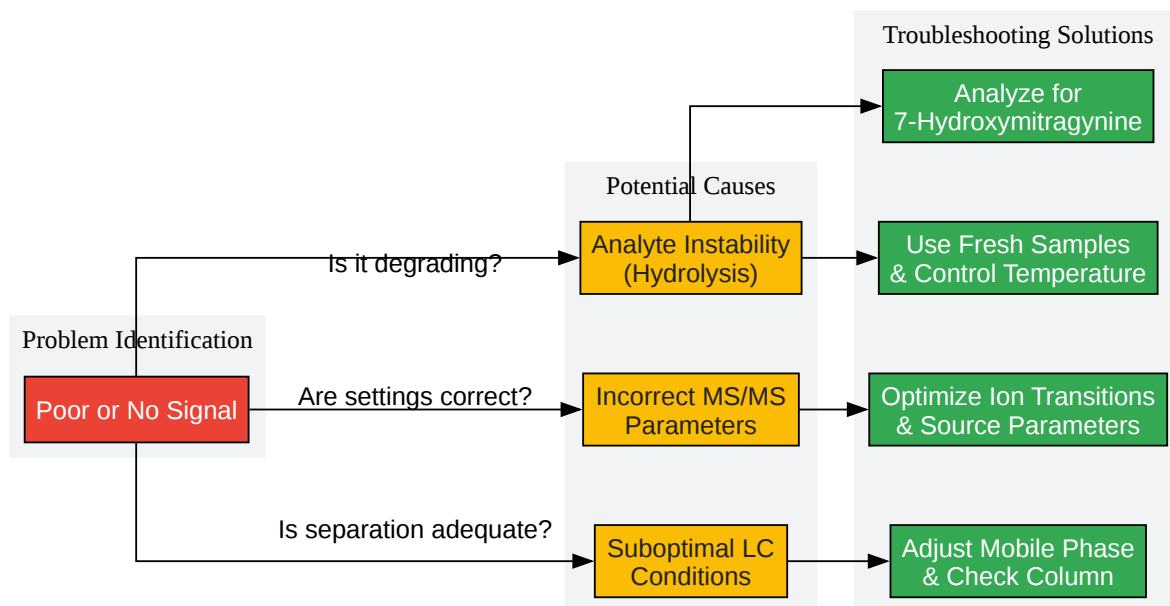 Troubleshooting Solutions
Analyze for
7-Hydroxymitragynine
Potential Causes
Analyte Instability
(Hydrolysis)
Use Fresh Samples
& Control Temperature
Is it degrading?
Problem Identification
Poor or No Signal
Are settings correct?
Incorrect MS/MS
Parameters
Optimize Ion Transitions
& Source Parameters
Is separation adequate?
Suboptimal LC
Conditions
Adjust Mobile Phase
& Check Column